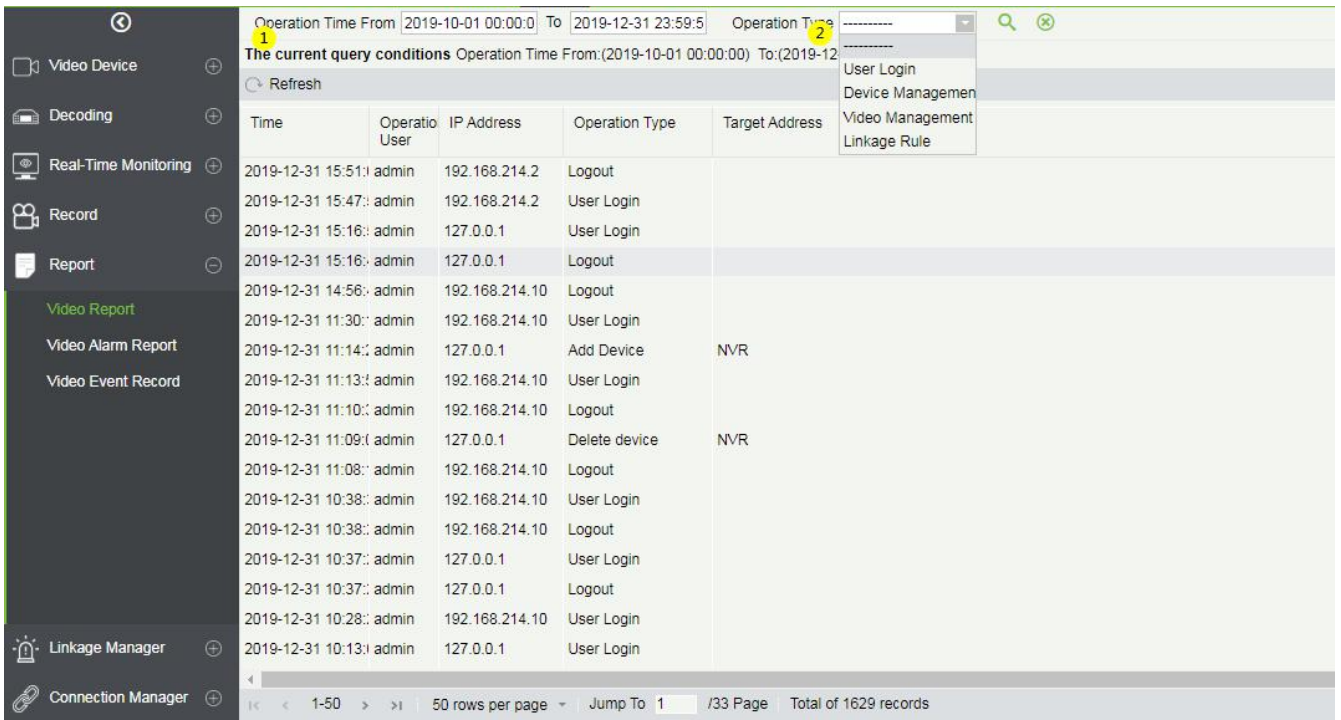 Operation Time From 2019-10-01 00:00:0 To 2019-12-31 23:59:5 Operation Type ----------
1
2
The current query conditions Operation Time From:(2019-10-01 00:00:00) To:(2019-12
----------
User Login
Device Managemen
Video Management
Linkage Rule
Refresh
Video Device
Decoding
Real-Time Monitoring
Record
Report
Video Report
Video Alarm Report
Video Event Record
Linkage Manager
Connection Manager
Time Operatio User IP Address Operation Type Target Address
2019-12-31 15:51: admin 192.168.214.2 Logout
2019-12-31 15:47: admin 192.168.214.2 User Login
2019-12-31 15:16: admin 127.0.0.1 User Login
2019-12-31 15:16: admin 127.0.0.1 Logout
2019-12-31 14:56: admin 192.168.214.10 Logout
2019-12-31 11:30: admin 192.168.214.10 User Login
2019-12-31 11:14: admin 127.0.0.1 Add Device NVR
2019-12-31 11:13: admin 192.168.214.10 User Login
2019-12-31 11:10: admin 192.168.214.10 Logout
2019-12-31 11:09: admin 127.0.0.1 Delete device NVR
2019-12-31 11:08: admin 192.168.214.10 Logout
2019-12-31 10:38: admin 192.168.214.10 User Login
2019-12-31 10:38: admin 192.168.214.10 Logout
2019-12-31 10:37: admin 127.0.0.1 User Login
2019-12-31 10:37: admin 127.0.0.1 Logout
2019-12-31 10:28: admin 192.168.214.10 User Login
2019-12-31 10:13: admin 127.0.0.1 User Login
1-50 50 rows per page Jump To 1 /33 Page Total of 1629 records